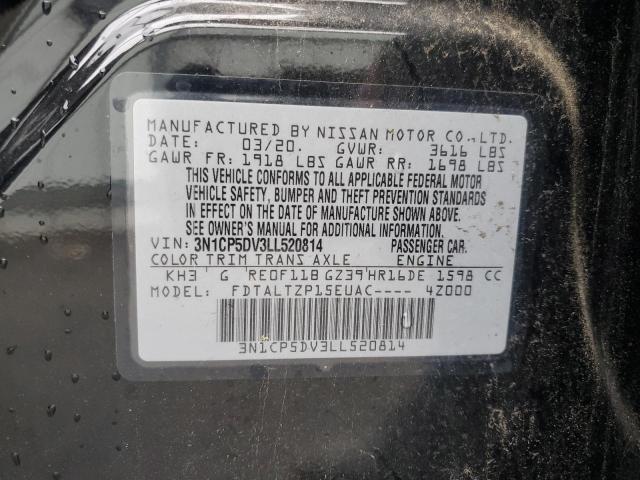 MANUFACTURED BY NISSAN MOTOR CO.,LTD.
DATE: 03/20. GVWR: 3616 LBS
GAWR FR: 1918 LBS GAWR RR: 1698 LBS
THIS VEHICLE CONFORMS TO ALL APPLICABLE FEDERAL MOTOR
VEHICLE SAFETY, BUMPER AND THEFT PREVENTION STANDARDS
IN EFFECT ON THE DATE OF MANUFACTURE SHOWN ABOVE.
SEE OWNER'S MANUAL FOR ADDITIONAL INFORMATION.
VIN: 3N1CP5DV3LL520814 PASSENGER CAR.
COLOR TRIM TRANS AXLE ENGINE
KH3 G RE0F11B GZ39 HR16DE 1598 CC
MODEL: FDTALTZP15EUAC---- 4Z000
3N1CP5DV3LL520814